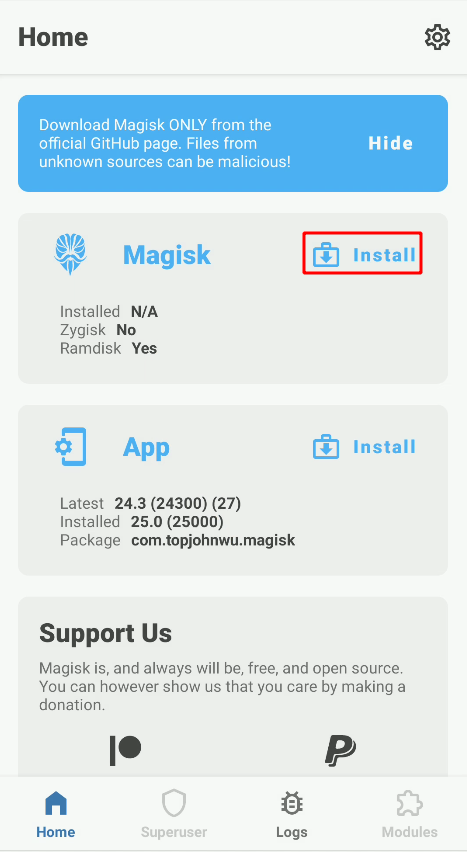 Home
Download Magisk ONLY from the
official GitHub page. Files from
unknown sources can be malicious!
Hide
Magisk
Install
Installed N/A
Zygisk No
Ramdisk Yes
App
Install
Latest 24.3 (24300) (27)
Installed 25.0 (25000)
Package com.topjohnwu.magisk
Support Us
Magisk is, and always will be, free, and open source.
You can however show us that you care by making a
donation.
Home Superuser Logs Modules